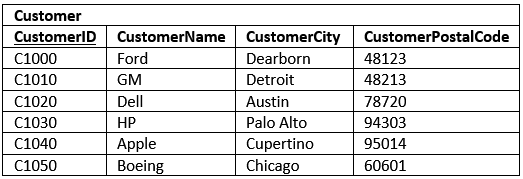 Customer
CustomerID CustomerName CustomerCity CustomerPostalCode
C1000 Ford Dearborn 48123
C1010 GM Detroit 48213
C1020 Dell Austin 78720
C1030 HP Palo Alto 94303
C1040 Apple Cupertino 95014
C1050 Boeing Chicago 60601